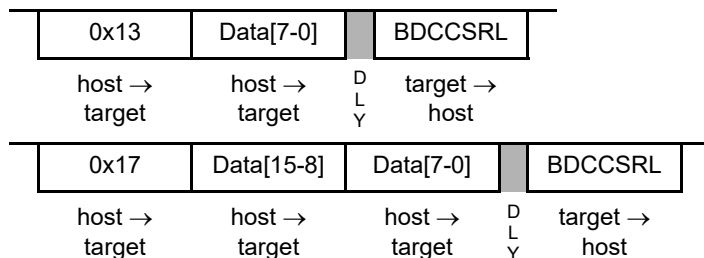 0x13 Data[7-0] BDCCSRL
host → host → D target →
target target L host
Y
0x17 Data[15-8] Data[7-0] BDCCSRL
host → host → host → D target →
target target target L host
Y